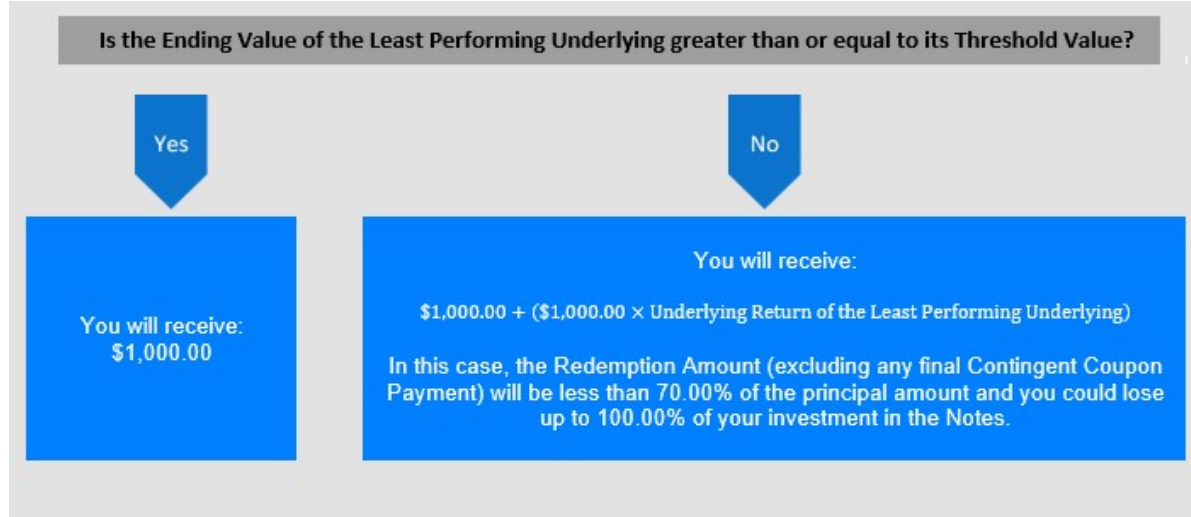 Is the Ending Value of the Least Performing Underlying greater than or equal to its Threshold Value?
Yes
No
You will receive:
$1,000.00
You will receive:
$1,000.00 + ($1,000.00 × Underlying Return of the Least Performing Underlying)
In this case, the Redemption Amount (excluding any final Contingent Coupon
Payment) will be less than 70.00% of the principal amount and you could lose
up to 100.00% of your investment in the Notes.